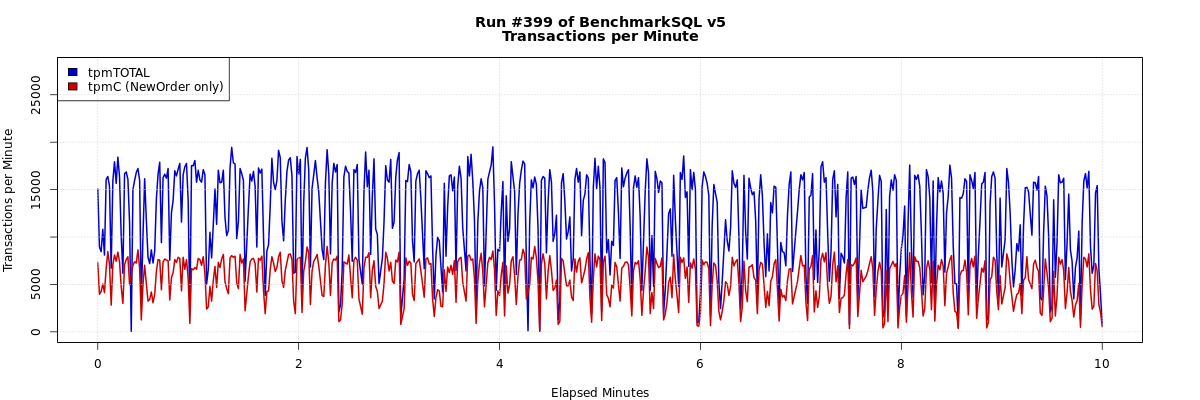 Run #399 of BenchmarkSQL v5
Transactions per Minute
tpmTOTAL
tpmC (NewOrder only)
Transactions per Minute
25000
15000
5000
0
0 2 4 6 8 10
Elapsed Minutes